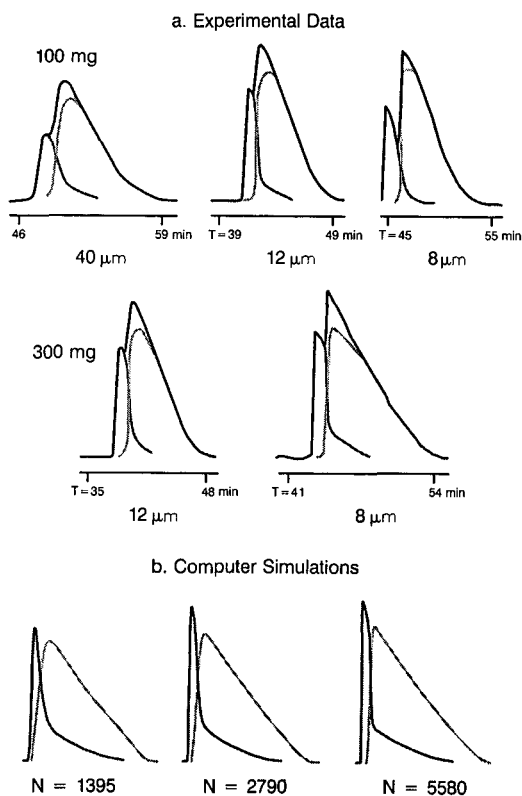 a. Experimental Data
100 mg
46 59 min T = 39 49 min T = 45 55 min
40 μm 12 μm 8 μm
300 mg
T = 35 48 min T = 41 54 min
12 μm 8 μm
b. Computer Simulations
N = 1395 N = 2790 N = 5580